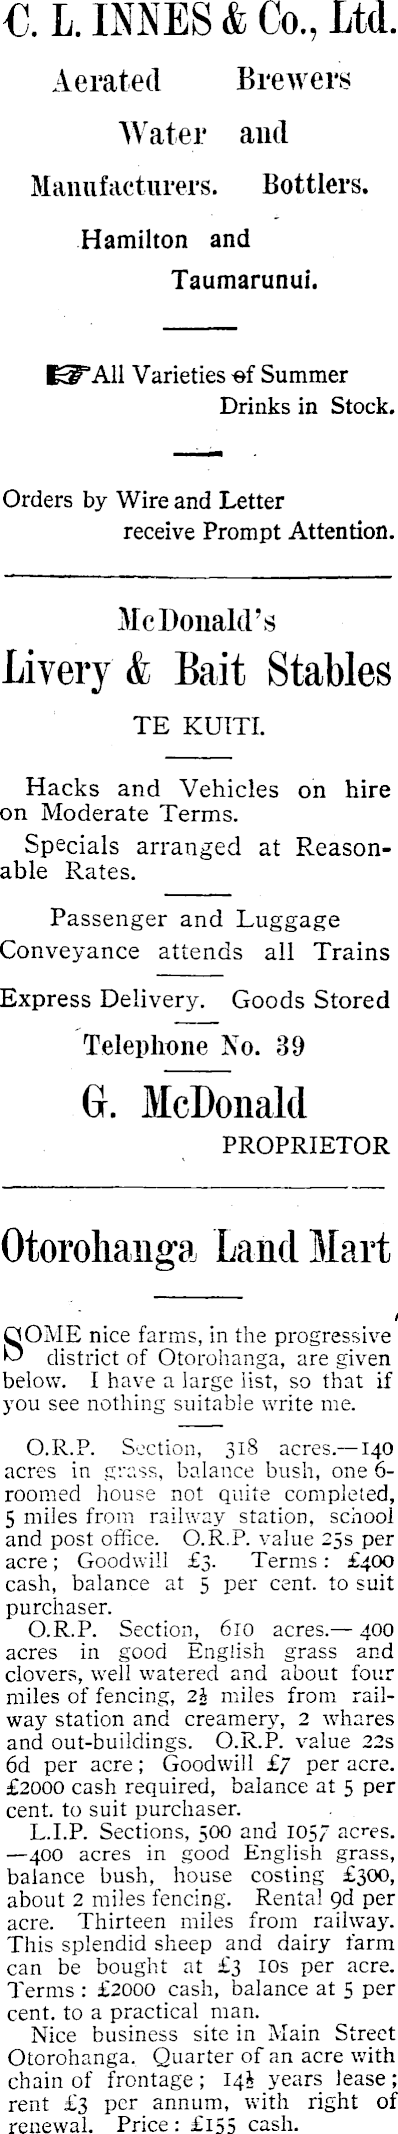 C. L. INNES & Co., Ltd.
Aerated Brewers
Water and
Manufacturers. Bottlers.
Hamilton and
Taumarunui.
☞ All Varieties of Summer
Drinks in Stock.
Orders by Wire and Letter
receive Prompt Attention.
McDonald's
Livery & Bait Stables
TE KUITI.
Hacks and Vehicles on hire
on Moderate Terms.
Specials arranged at Reason-
able Rates.
Passenger and Luggage
Conveyance attends all Trains
Express Delivery. Goods Stored
Telephone No. 39
G. McDonald
PROPRIETOR
Otorohanga Land Mart
SOME nice farms, in the progressive
district of Otorohanga, are given
below. I have a large list, so that if
you see nothing suitable write me.
O.R.P. Section, 318 acres.—140
acres in grass, balance bush, one 6-
roomed house not quite completed,
5 miles from railway station, school
and post office. O.R.P. value 25s per
acre; Goodwill £3. Terms: £400
cash, balance at 5 per cent. to suit
purchaser.
O.R.P. Section, 610 acres.—400
acres in good English grass and
clovers, well watered and about four
miles of fencing, 2½ miles from rail-
way station and creamery, 2 whares
and out-buildings. O.R.P. value 22s
6d per acre; Goodwill £7 per acre.
£2000 cash required, balance at 5 per
cent. to suit purchaser.
L.I.P. Sections, 500 and 1057 acres.
—400 acres in good English grass,
balance bush, house costing £300,
about 2 miles fencing. Rental 9d per
acre. Thirteen miles from railway.
This splendid sheep and dairy farm
can be bought at £3 10s per acre.
Terms: £2000 cash, balance at 5 per
cent. to a practical man.
Nice business site in Main Street
Otorohanga. Quarter of an acre with
chain of frontage; 14½ years lease;
rent £3 per annum, with right of
renewal. Price: £155 cash.